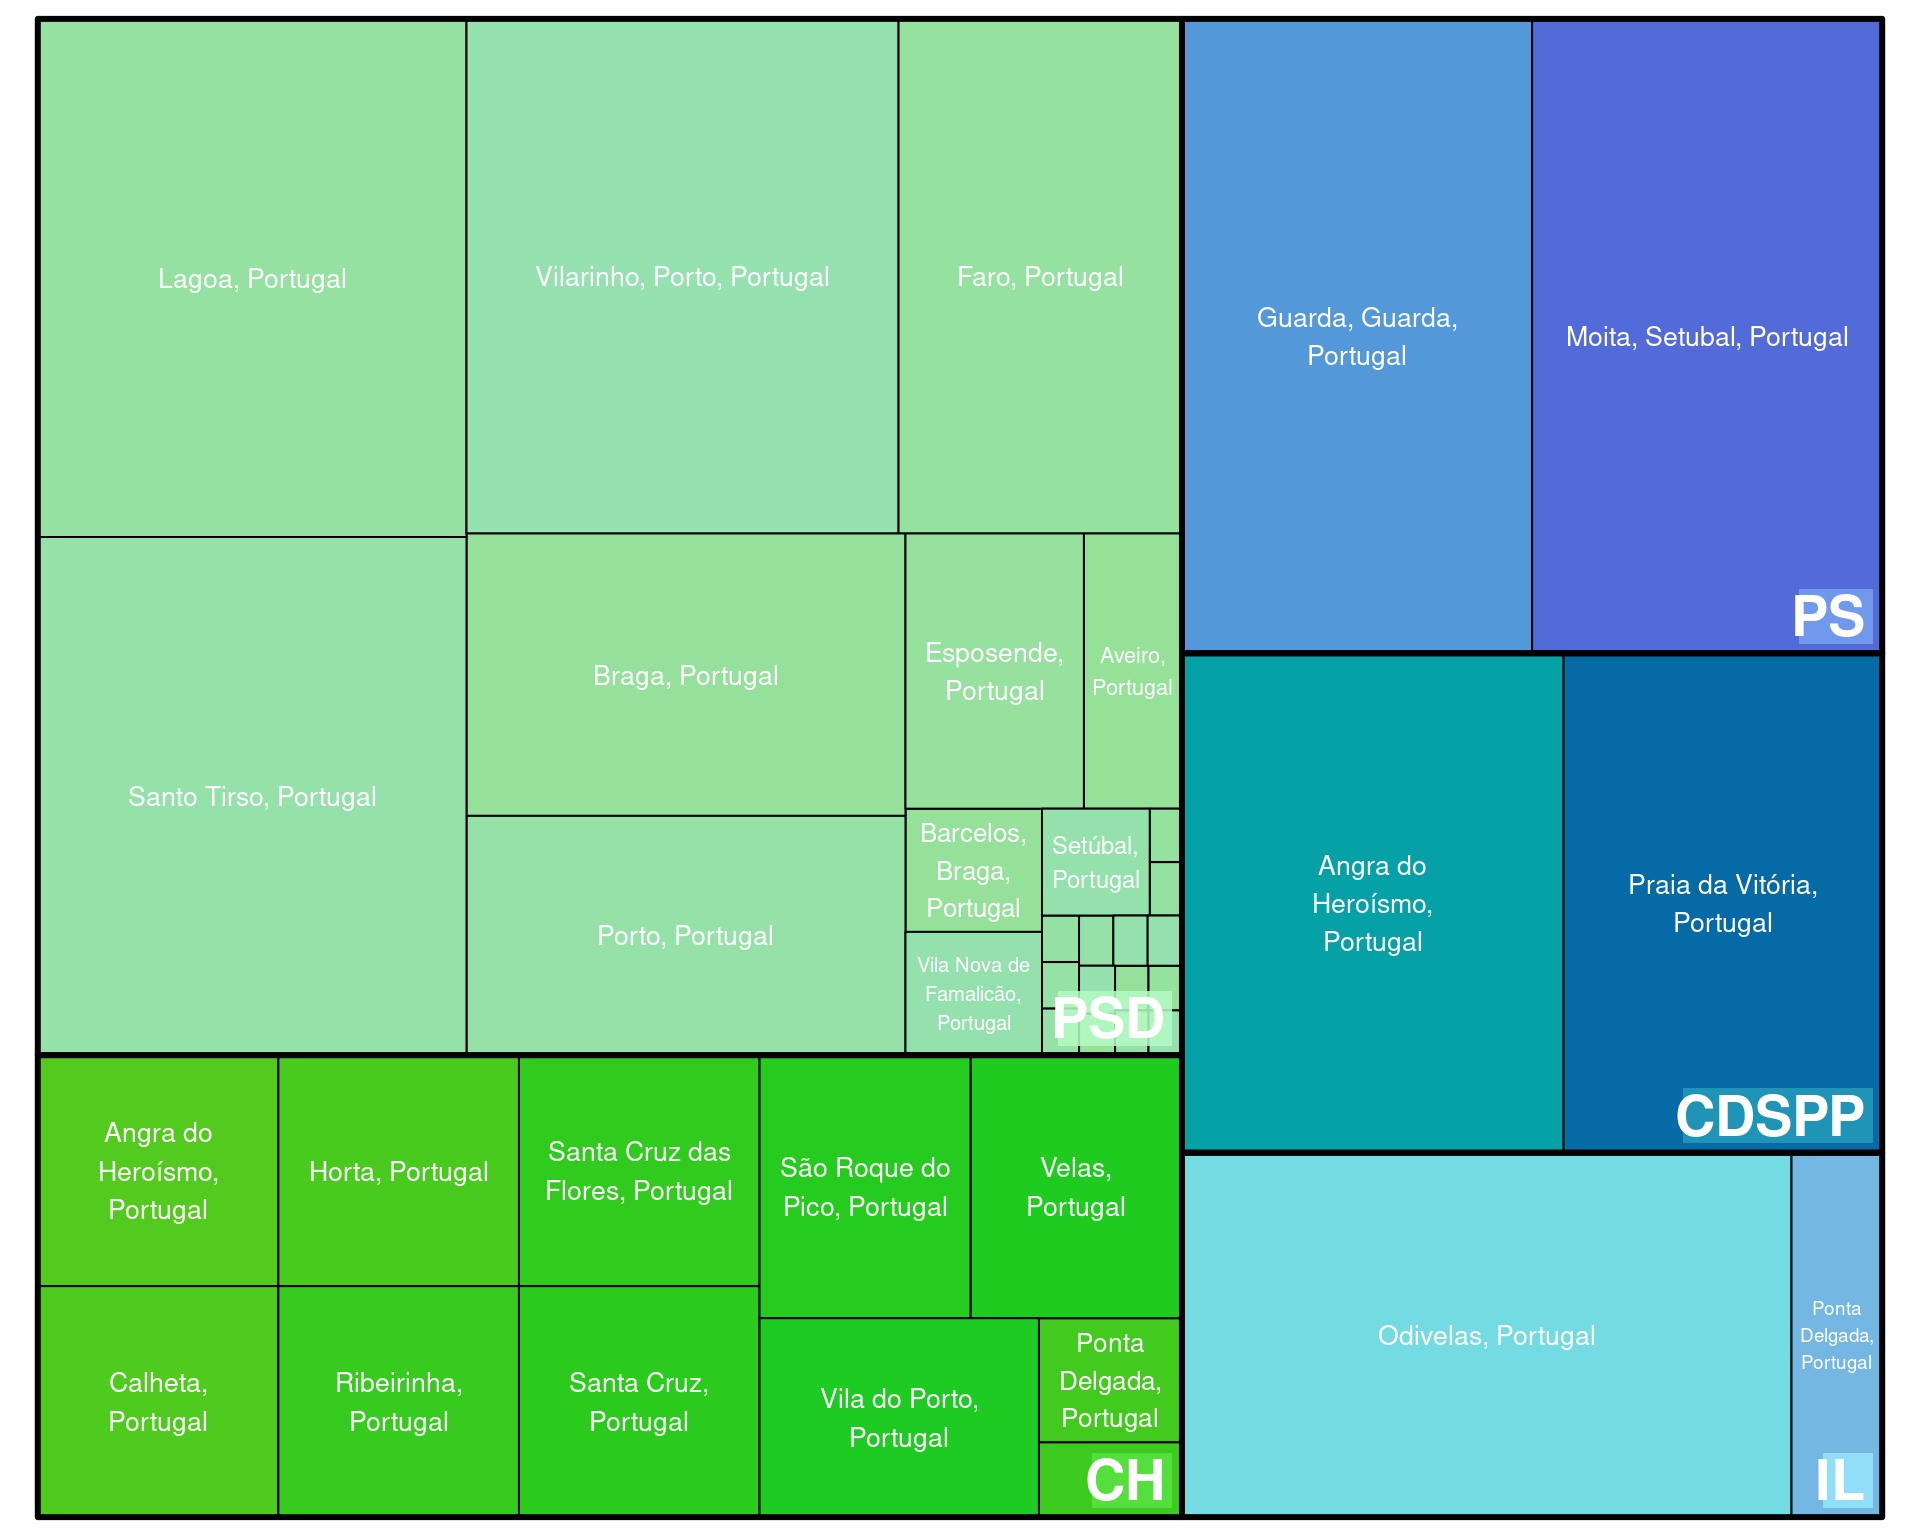 Lagoa, Portugal
Vilarinho, Porto, Portugal
Faro, Portugal
Santo Tirso, Portugal
Braga, Portugal
Esposende,
Portugal
Aveiro,
Portugal
Porto, Portugal
Barcelos,
Braga,
Portugal
Setúbal,
Portugal
Vila Nova de
Famalicão,
Portugal
PSD
Guarda, Guarda,
Portugal
Moita, Setubal, Portugal
PS
Angra do
Heroísmo,
Portugal
Praia da Vitória,
Portugal
CDSPP
Angra do
Heroísmo,
Portugal
Horta, Portugal
Santa Cruz das
Flores, Portugal
São Roque do
Pico, Portugal
Velas,
Portugal
Calheta,
Portugal
Ribeirinha,
Portugal
Santa Cruz,
Portugal
Vila do Porto,
Portugal
Ponta
Delgada,
Portugal
CH
Odivelas, Portugal
Ponta
Delgada,
Portugal
IL